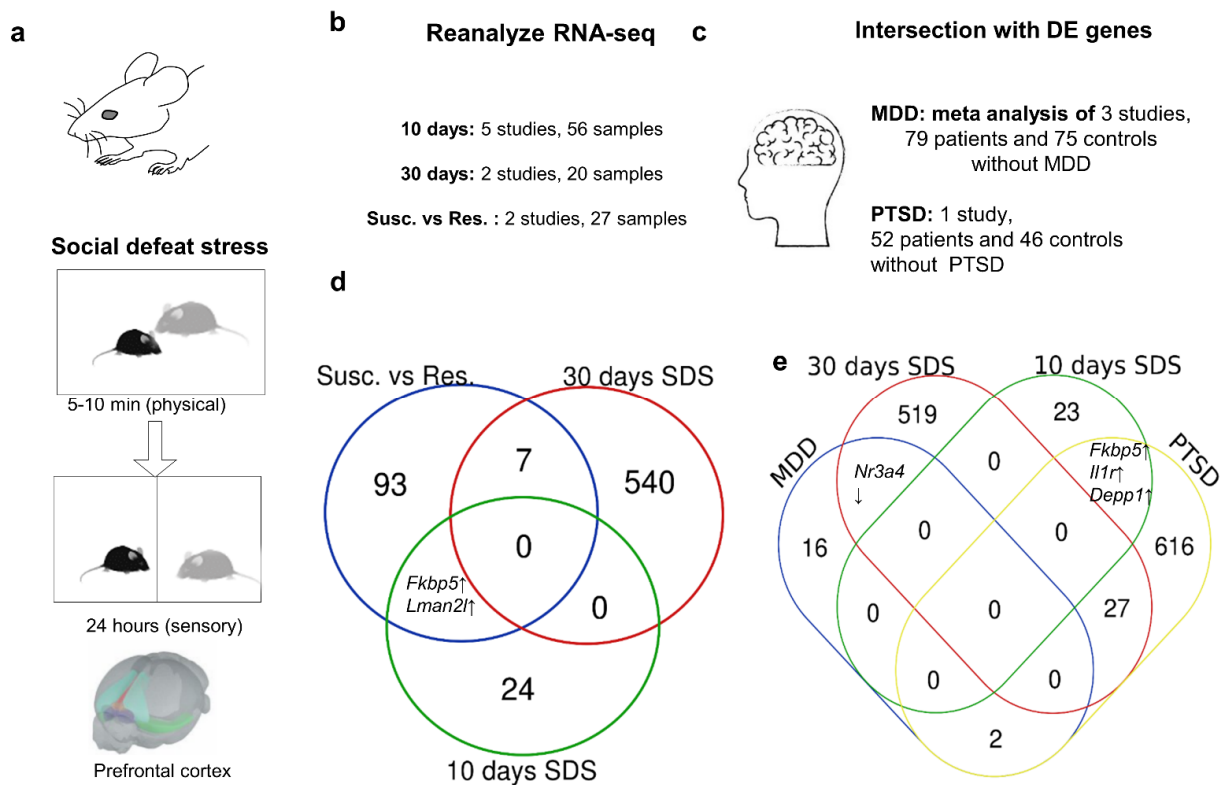 a
Social defeat stress
5-10 min (physical)
24 hours (sensory)
Prefrontal cortex
b
Reanalyze RNA-seq
10 days: 5 studies, 56 samples
30 days: 2 studies, 20 samples
Susc. vs Res. : 2 studies, 27 samples
c
Intersection with DE genes
MDD: meta analysis of 3 studies,
79 patients and 75 controls
without MDD
PTSD: 1 study,
52 patients and 46 controls
without PTSD
d
Susc. vs Res.
30 days SDS
93
7
540
0
Fkbp5↑
Lman2l↑
0
24
10 days SDS
e
30 days SDS
10 days SDS
MDD
PTSD
519
23
Nr3a4
↓
0
Fkbp5↑
Il1r↑
Depp1↑
16
0
0
616
0
0
27
0
0
2